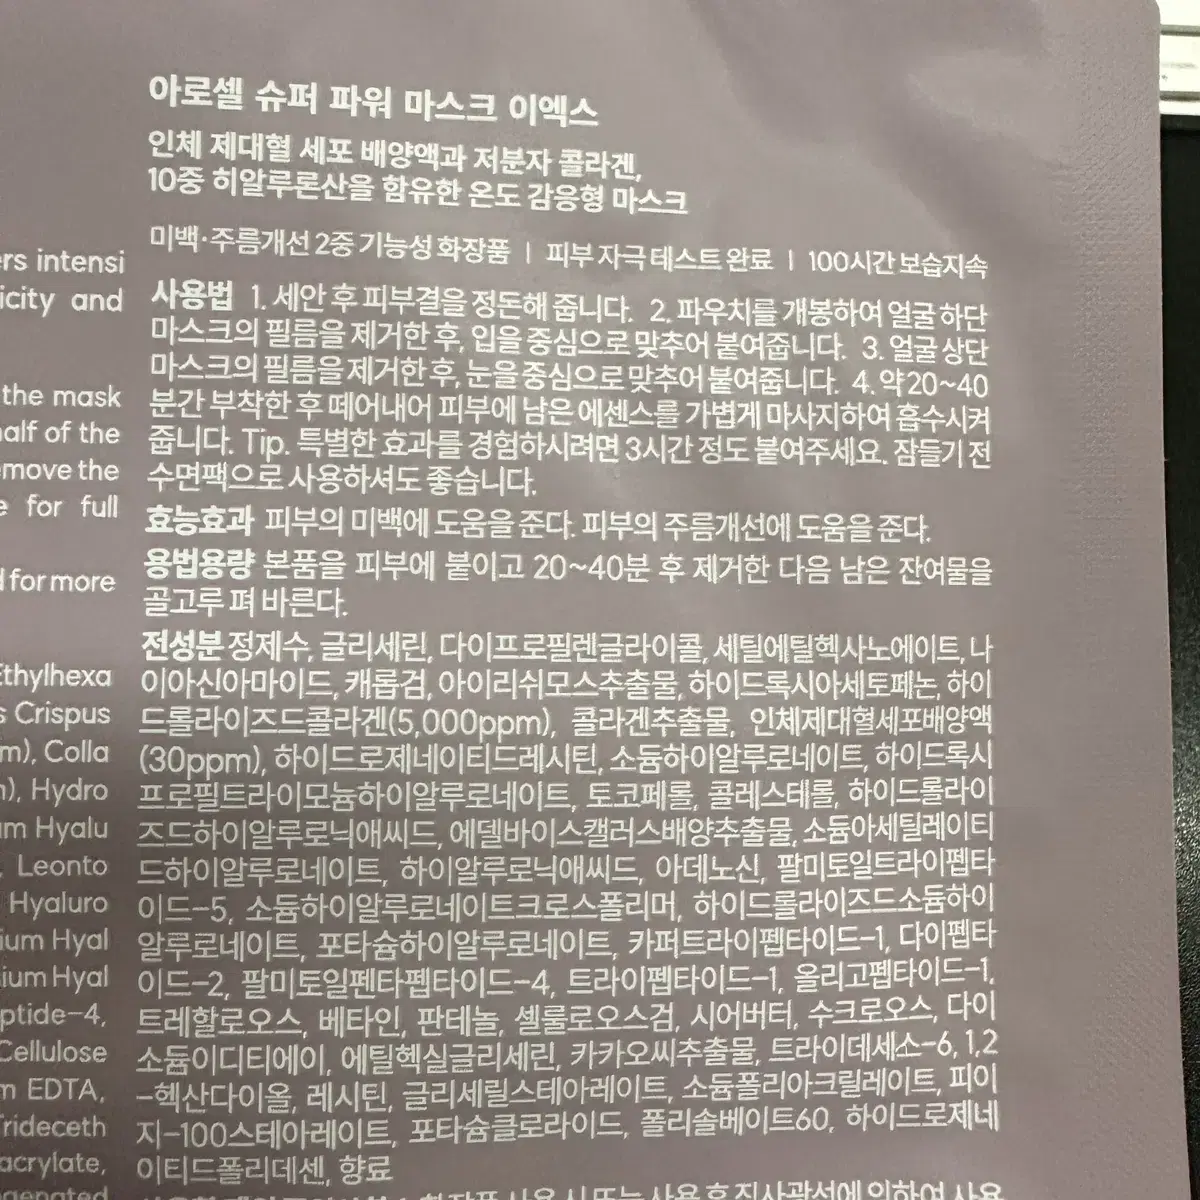 아로셀 슈퍼 파워 마스크 이엑스
인체 제대혈 세포 배양액과 저분자 콜라겐,
10중 히알루론산을 함유한 온도 감응형 마스크
미백·주름개선 2중 기능성 화장품 | 피부 자극 테스트 완료 | 100시간 보습지속
사용법 1. 세안 후 피부결을 정돈해 줍니다. 2. 파우치를 개봉하여 얼굴 하단
마스크의 필름을 제거한 후, 입을 중심으로 맞추어 붙여줍니다. 3. 얼굴 상단
마스크의 필름을 제거한 후, 눈을 중심으로 맞추어 붙여줍니다. 4. 약 20~40
분간 부착한 후 떼어내어 피부에 남은 에센스를 가볍게 마사지하여 흡수시켜
줍니다. Tip. 특별한 효과를 경험하시려면 3시간 정도 붙여주세요. 잠들기 전
수면팩으로 사용하셔도 좋습니다.
효능효과 피부의 미백에 도움을 준다. 피부의 주름개선에 도움을 준다.
용법용량 본품을 피부에 붙이고 20~40분 후 제거한 다음 남은 잔여물을
골고루 펴 바른다.
전성분 정제수, 글리세린, 다이프로필렌글라이콜, 세틸에틸헥사노에이트, 나
이아신아마이드, 캐롭검, 아이리쉬모스추출물, 하이드록시아세토페논, 하이
드롤라이즈드콜라겐(5,000ppm), 콜라겐추출물, 인체제대혈세포배양액
(30ppm), 하이드로제네이티드레시틴, 소듐하이알루로네이트, 하이드록시
프로필트라이모늄하이알루로네이트, 토코페롤, 콜레스테롤, 하이드롤라이
즈드하이알루로닉애씨드, 에델바이스캘러스배양추출물, 소듐아세틸레이티
드하이알루로네이트, 하이알루로닉애씨드, 아데노신, 팔미토일트라이펩타
이드-5, 소듐하이알루로네이트크로스폴리머, 하이드롤라이즈드소듐하이
알루로네이트, 포타슘하이알루로네이트, 카퍼트라이펩타이드-1, 다이펩타
이드-2, 팔미토일펜타펩타이드-4, 트라이펩타이드-1, 올리고펩타이드-1,
트레할로오스, 베타인, 판테놀, 셀룰로오스검, 시어버터, 수크로오스, 다이
소듐이디티에이, 에틸헥실글리세린, 카카오씨추출물, 트라이데세스-6, 1,2
-헥산다이올, 레시틴, 글리세릴스테아레이트, 소듐폴리아크릴레이트, 피이
지-100스테아레이트, 포타슘클로라이드, 폴리솔베이트60, 하이드로제네
이티드폴리데센, 향료
ers intensi
icity and
the mask
half of the
emove the
e for full
d for more
Ethylhexa
s Crispus
m), Colla
n), Hydro
um Hyalu
, Leonto
Hyaluro
ium Hyal
ium Hyal
ptide-4,
Cellulose
m EDTA,
rideceth
acrylate,